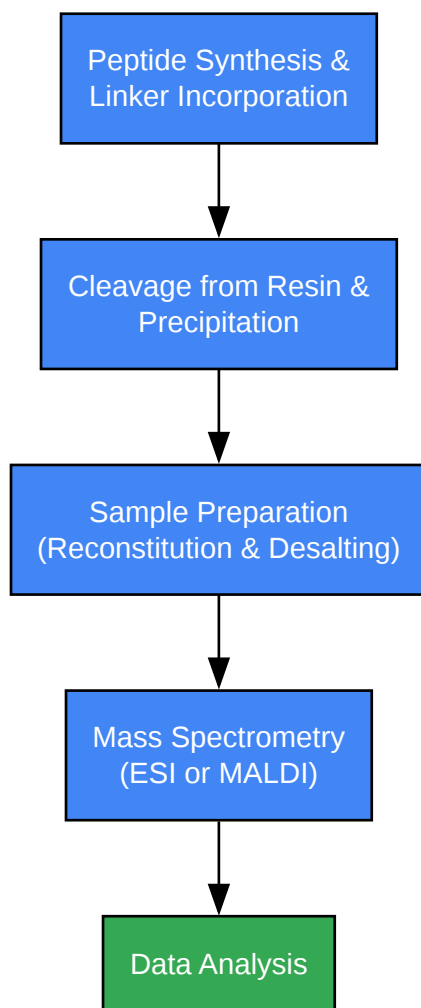 Peptide Synthesis &
Linker Incorporation
Cleavage from Resin &
Precipitation
Sample Preparation
(Reconstitution & Desalting)
Mass Spectrometry
(ESI or MALDI)
Data Analysis